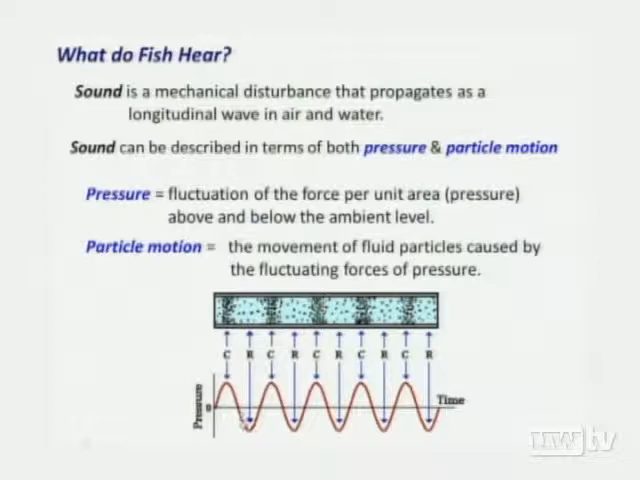 What do Fish Hear?
Sound is a mechanical disturbance that propagates as a
longitudinal wave in air and water.
Sound can be described in terms of both pressure & particle motion
Pressure = fluctuation of the force per unit area (pressure)
above and below the ambient level.
Particle motion = the movement of fluid particles caused by
the fluctuating forces of pressure.
C R C R C R C R C R
Pressure
0
Time
UWtv